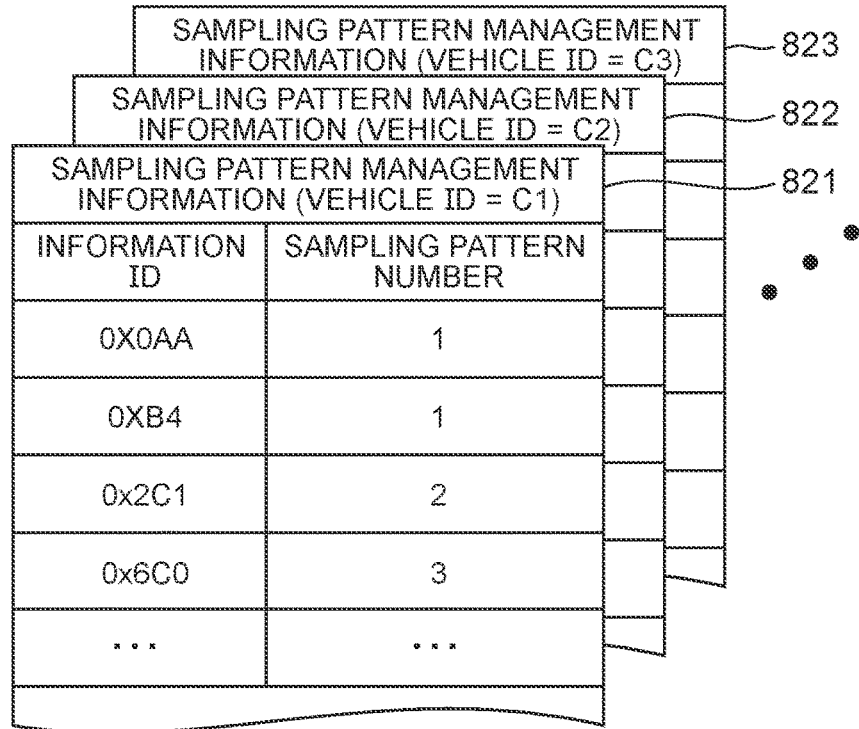 SAMPLING PATTERN MANAGEMENT
INFORMATION (VEHICLE ID = C3)
823
SAMPLING PATTERN MANAGEMENT
INFORMATION (VEHICLE ID = C2)
822
SAMPLING PATTERN MANAGEMENT
INFORMATION (VEHICLE ID = C1)
821
INFORMATION
ID
SAMPLING PATTERN
NUMBER
0X0AA
1
0XB4
1
0x2C1
2
0x6C0
3
...
...